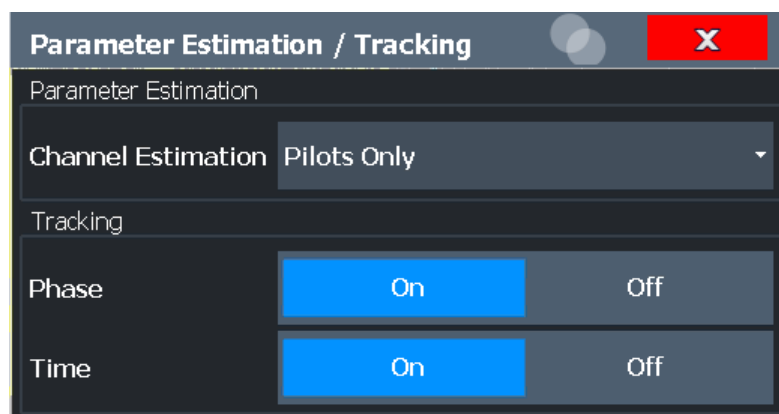 Parameter Estimation / Tracking X
Parameter Estimation
Channel Estimation Pilots Only
Tracking
Phase On Off
Time On Off